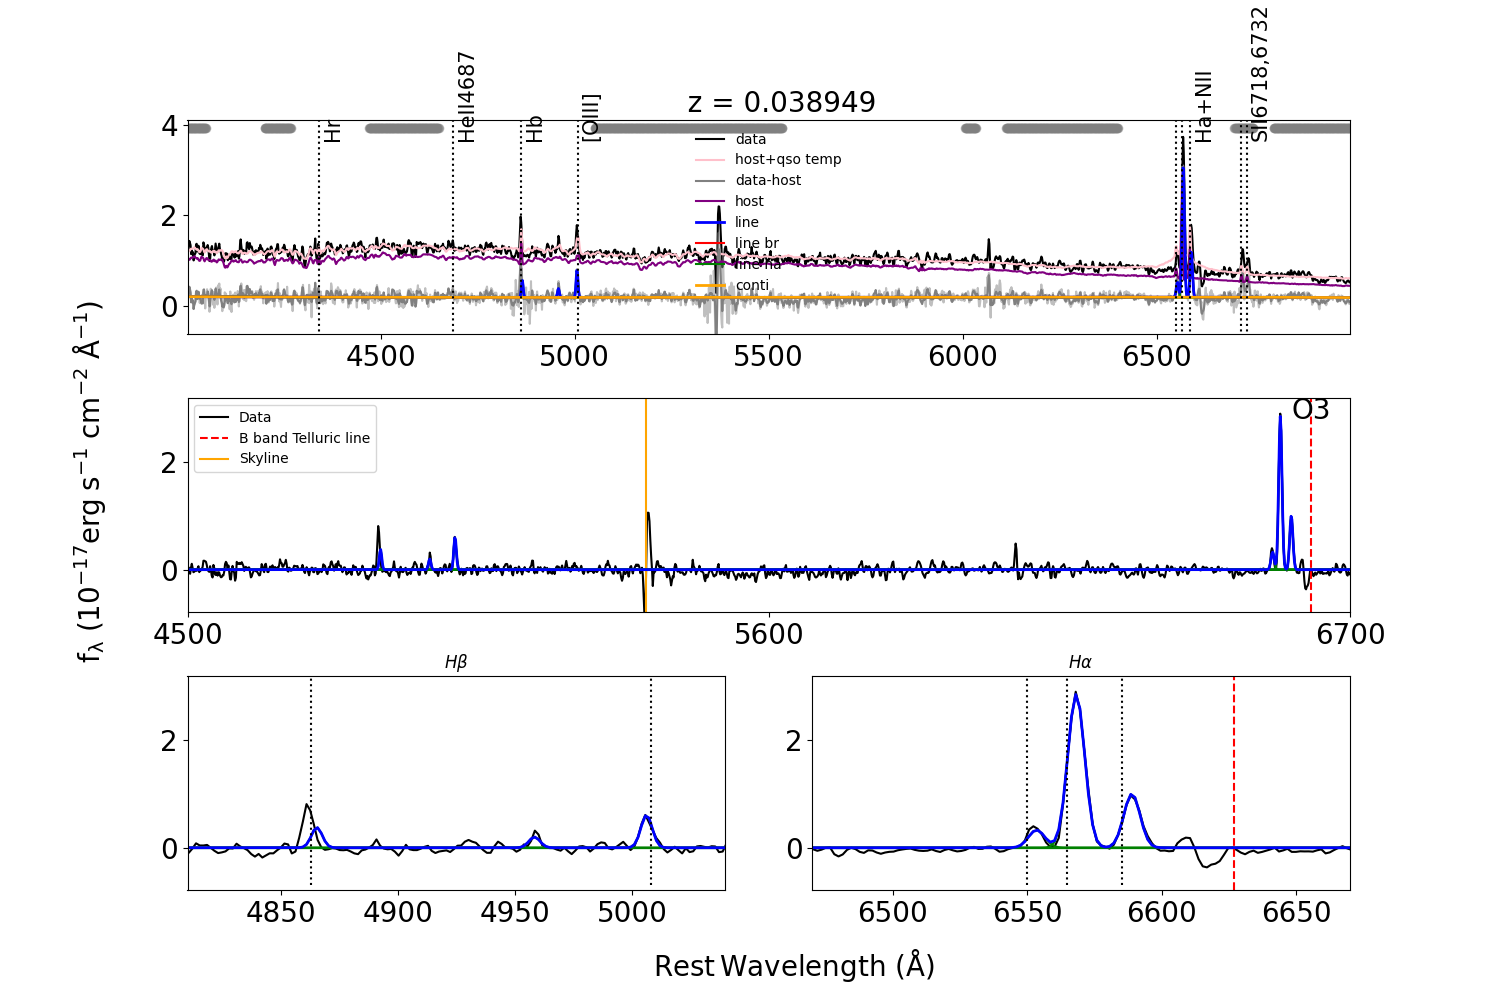 Hr
HeII4687
Hb
[OIII]
Ha+NII
SII6718,6732
z = 0.038949
4
2
0
data
host+qso temp
data-host
host
line
line br
line na
conti
4500
5000
5500
6000
6500
Data
B band Telluric line
Skyline
O3
2
0
4500
5600
6700
fλ (10⁻¹⁷erg s⁻¹ cm⁻² Å⁻¹)
Hβ
2
0
4850
4900
4950
5000
Hα
2
0
6500
6550
6600
6650
Rest Wavelength (Å)